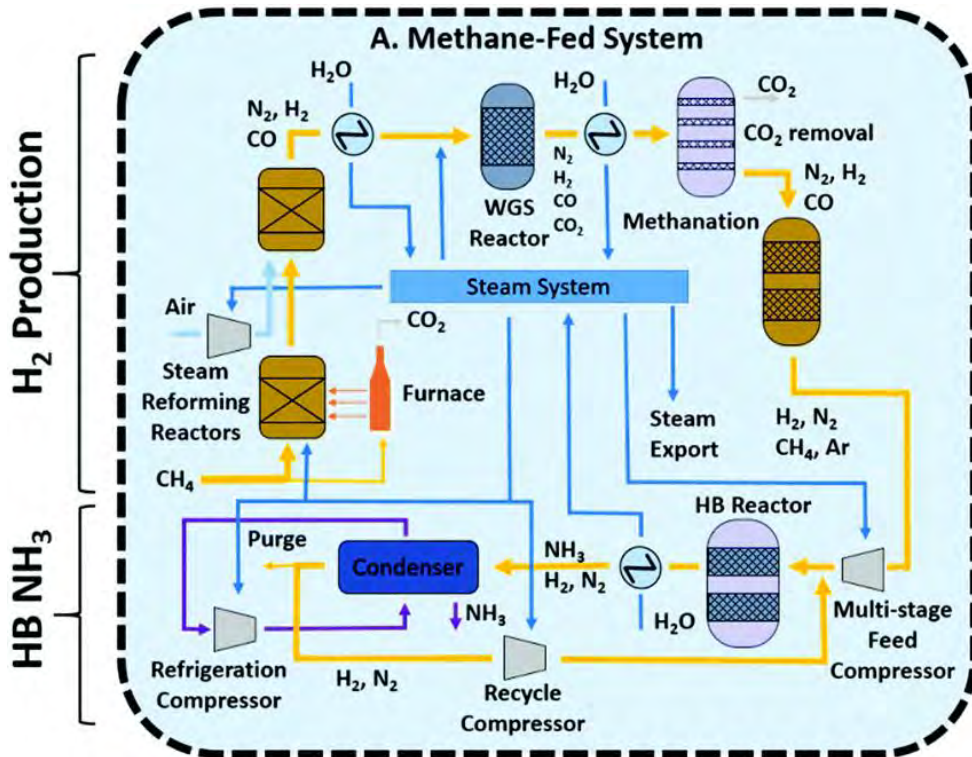 A. Methane-Fed System
H₂ Production
HB NH₃
H₂O
N₂, H₂
CO
WGS
Reactor
N₂
H₂
CO
CO₂
H₂O
CO₂
CO₂ removal
Methanation
N₂, H₂
CO
Steam System
Air
Steam
Reforming
Reactors
CO₂
Furnace
CH₄
Steam
Export
H₂, N₂
CH₄, Ar
HB Reactor
Purge
Condenser
NH₃
H₂, N₂
H₂O
NH₃
Refrigeration
Compressor
H₂, N₂
Recycle
Compressor
Multi-stage
Feed
Compressor